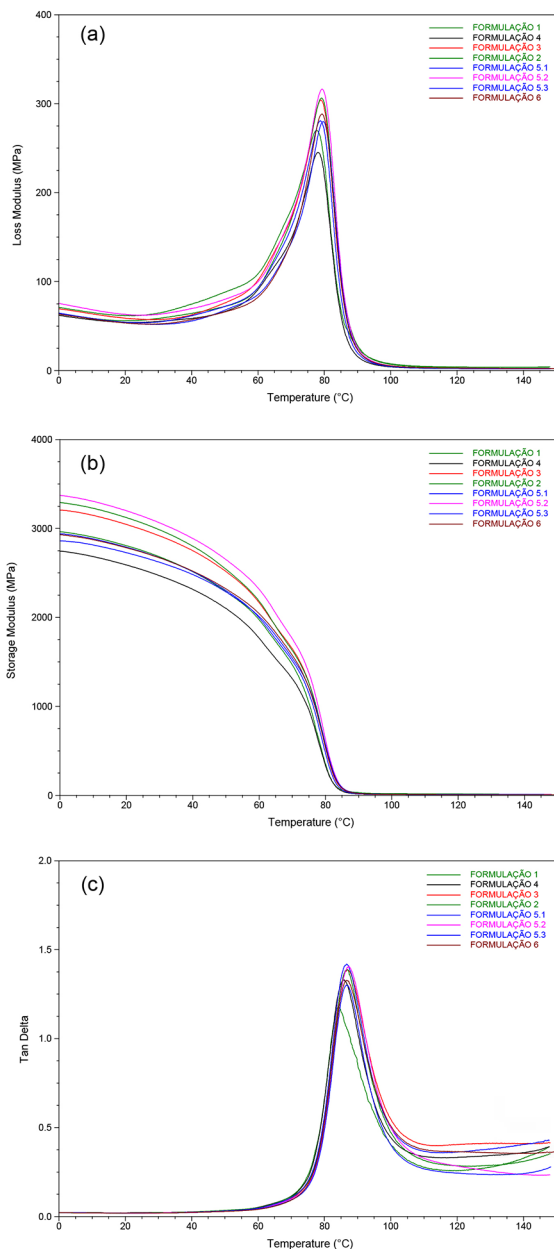 (a)
FORMULAÇÃO 1
FORMULAÇÃO 4
FORMULAÇÃO 3
FORMULAÇÃO 2
FORMULAÇÃO 5.1
FORMULAÇÃO 5.2
FORMULAÇÃO 5.3
FORMULAÇÃO 6
Loss Modulus (MPa)
400
300
200
100
0
0 20 40 60 80 100 120 140
Temperature (°C)
(b)
FORMULAÇÃO 1
FORMULAÇÃO 4
FORMULAÇÃO 3
FORMULAÇÃO 2
FORMULAÇÃO 5.1
FORMULAÇÃO 5.2
FORMULAÇÃO 5.3
FORMULAÇÃO 6
Storage Modulus (MPa)
4000
3000
2000
1000
0
0 20 40 60 80 100 120 140
Temperature (°C)
(c)
FORMULAÇÃO 1
FORMULAÇÃO 4
FORMULAÇÃO 3
FORMULAÇÃO 2
FORMULAÇÃO 5.1
FORMULAÇÃO 5.2
FORMULAÇÃO 5.3
FORMULAÇÃO 6
Tan Delta
2.0
1.5
1.0
0.5
0.0
0 20 40 60 80 100 120 140
Temperature (°C)